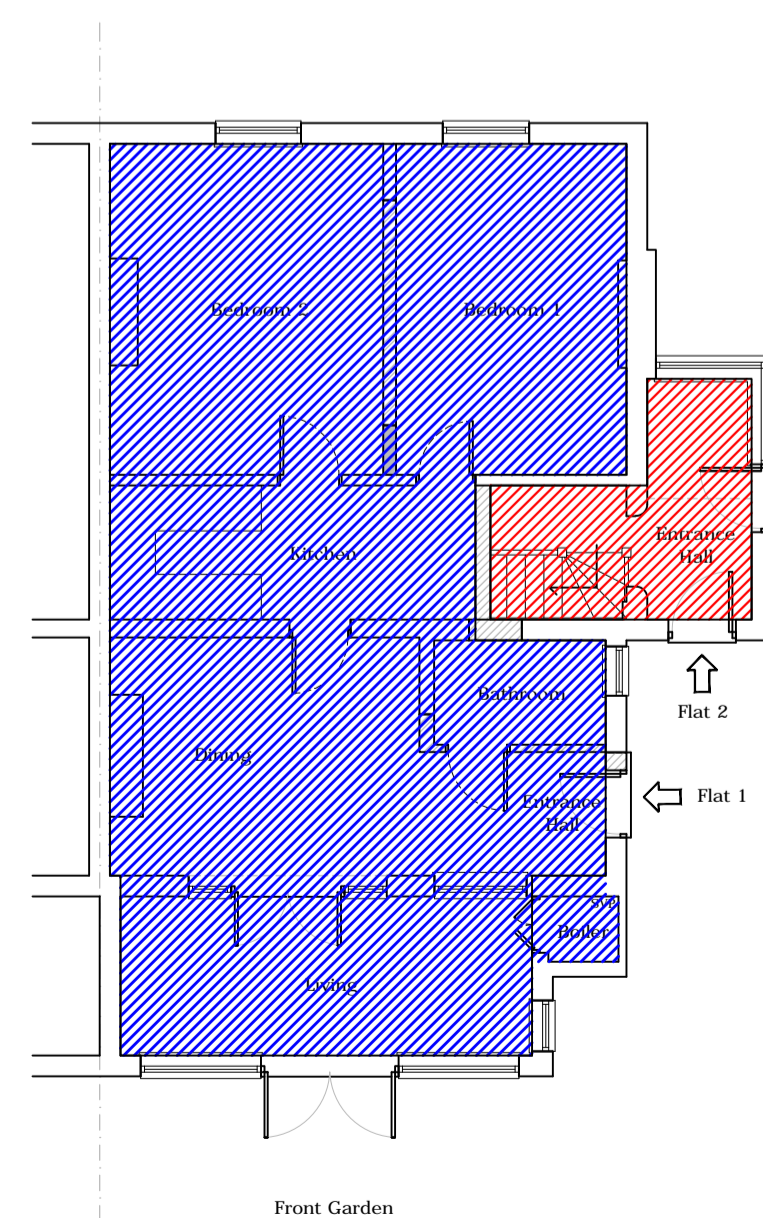 Bedroom 2
Bedroom 1
Kitchen
Entrance
Hall
Bathroom
Flat 2
Dining
Entrance
Hall
Flat 1
SVP
Boiler
Living
Front Garden